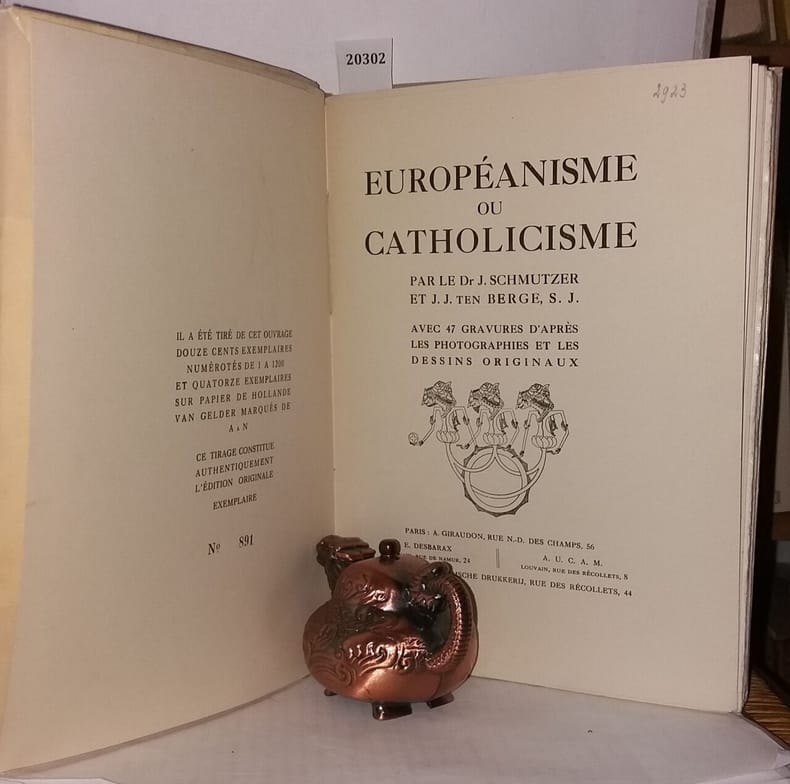 20302
IL A ÉTÉ TIRÉ DE CET OUVRAGE
DOUZE CENTS EXEMPLAIRES
NUMÉROTÉS DE 1 A 1200
ET QUATORZE EXEMPLAIRES
SUR PAPIER DE HOLLANDE
VAN GELDER MARQUÉS DE
A A N
CE TIRAGE CONSTITUE
AUTHENTIQUEMENT
L'ÉDITION ORIGINALE
EXEMPLAIRE
No 891
2923
EUROPÉANISME
OU
CATHOLICISME
PAR LE Dr J. SCHMUTZER
ET J. J. TEN BERGE, S. J.
AVEC 47 GRAVURES D'APRÈS
LES PHOTOGRAPHIES ET LES
DESSINS ORIGINAUX
PARIS : A. GIRAUDON, RUE N.-D. DES CHAMPS, 56
E. DESBARAX
RUE DE NAMUR, 24
A. U. C. A. M.
LOUVAIN, RUE DES RÉCOLLETS, 8
ISCHE DRUKKERIJ, RUE DES RÉCOLLETS, 44